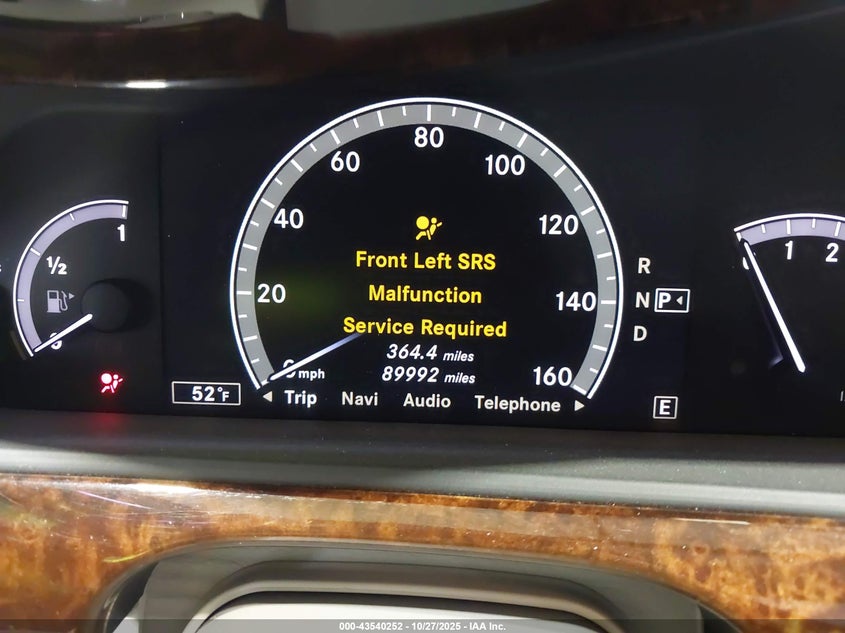 80
60 100
40 120
1 1 2
½
Front Left SRS
R
20 Malfunction 140 N P
Service Required
D
364.4 miles
0 mph 89992 miles 160
52°F Trip Navi Audio Telephone E
000-43540252 - 10/27/2025 - IAA Inc.